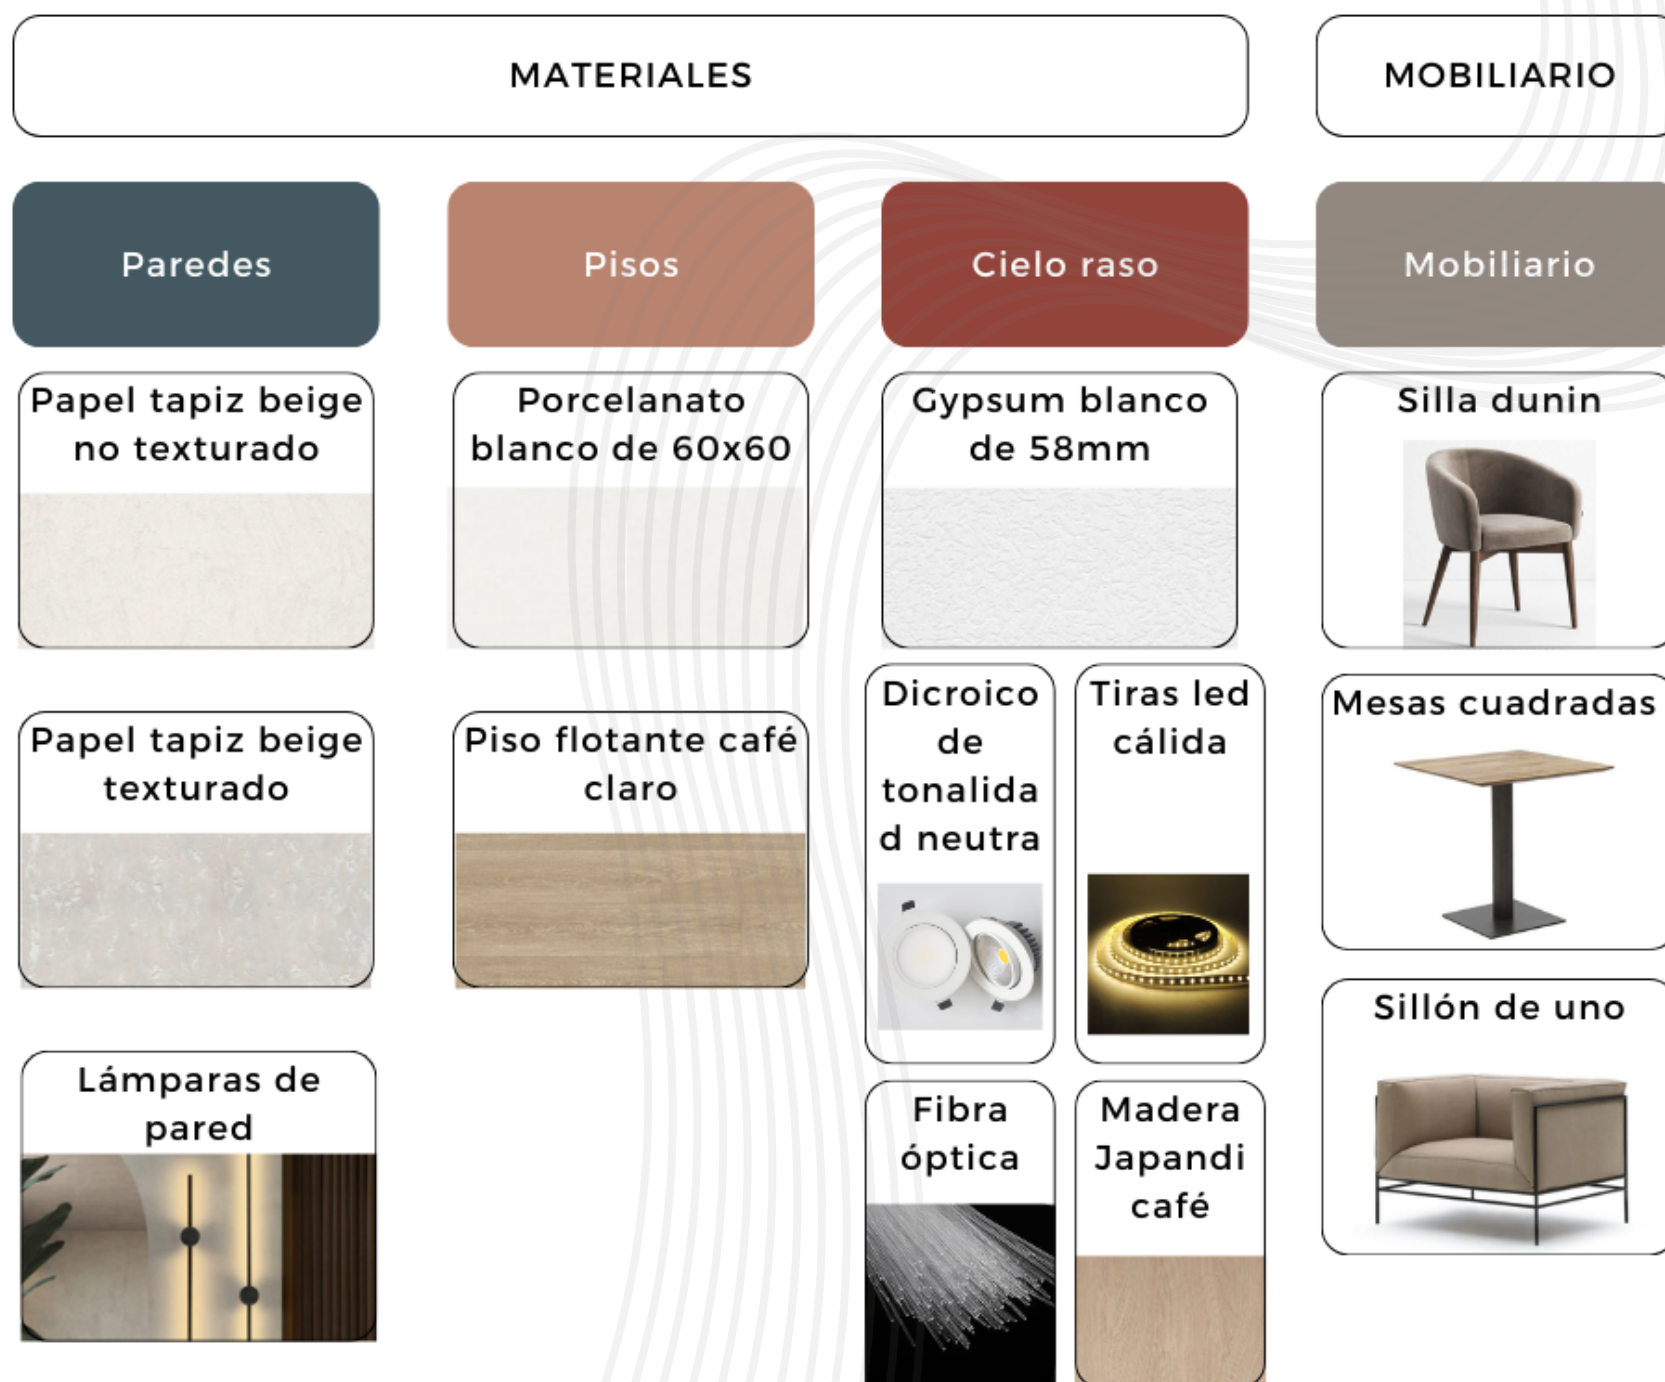 MATERIALES
MOBILIARIO
Paredes
Pisos
Cielo raso
Mobiliario
Papel tapiz beige
no texturado
Porcelanato
blanco de 60x60
Gypsum blanco
de 58mm
Silla dunin
Papel tapiz beige
texturado
Piso flotante café
claro
Dicroico
de
tonalida
d neutra
Tiras led
cálida
Mesas cuadradas
Lámparas de
pared
Fibra
óptica
Madera
Japandi
café
Sillón de uno